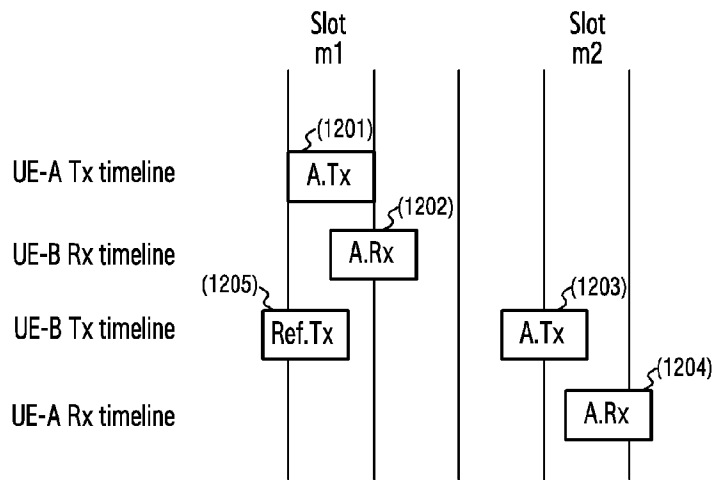 Slot
m1
Slot
m2
(1201)
UE-A Tx timeline
A.Tx
(1202)
UE-B Rx timeline
A.Rx
(1205)
(1203)
UE-B Tx timeline
Ref.Tx
A.Tx
(1204)
UE-A Rx timeline
A.Rx